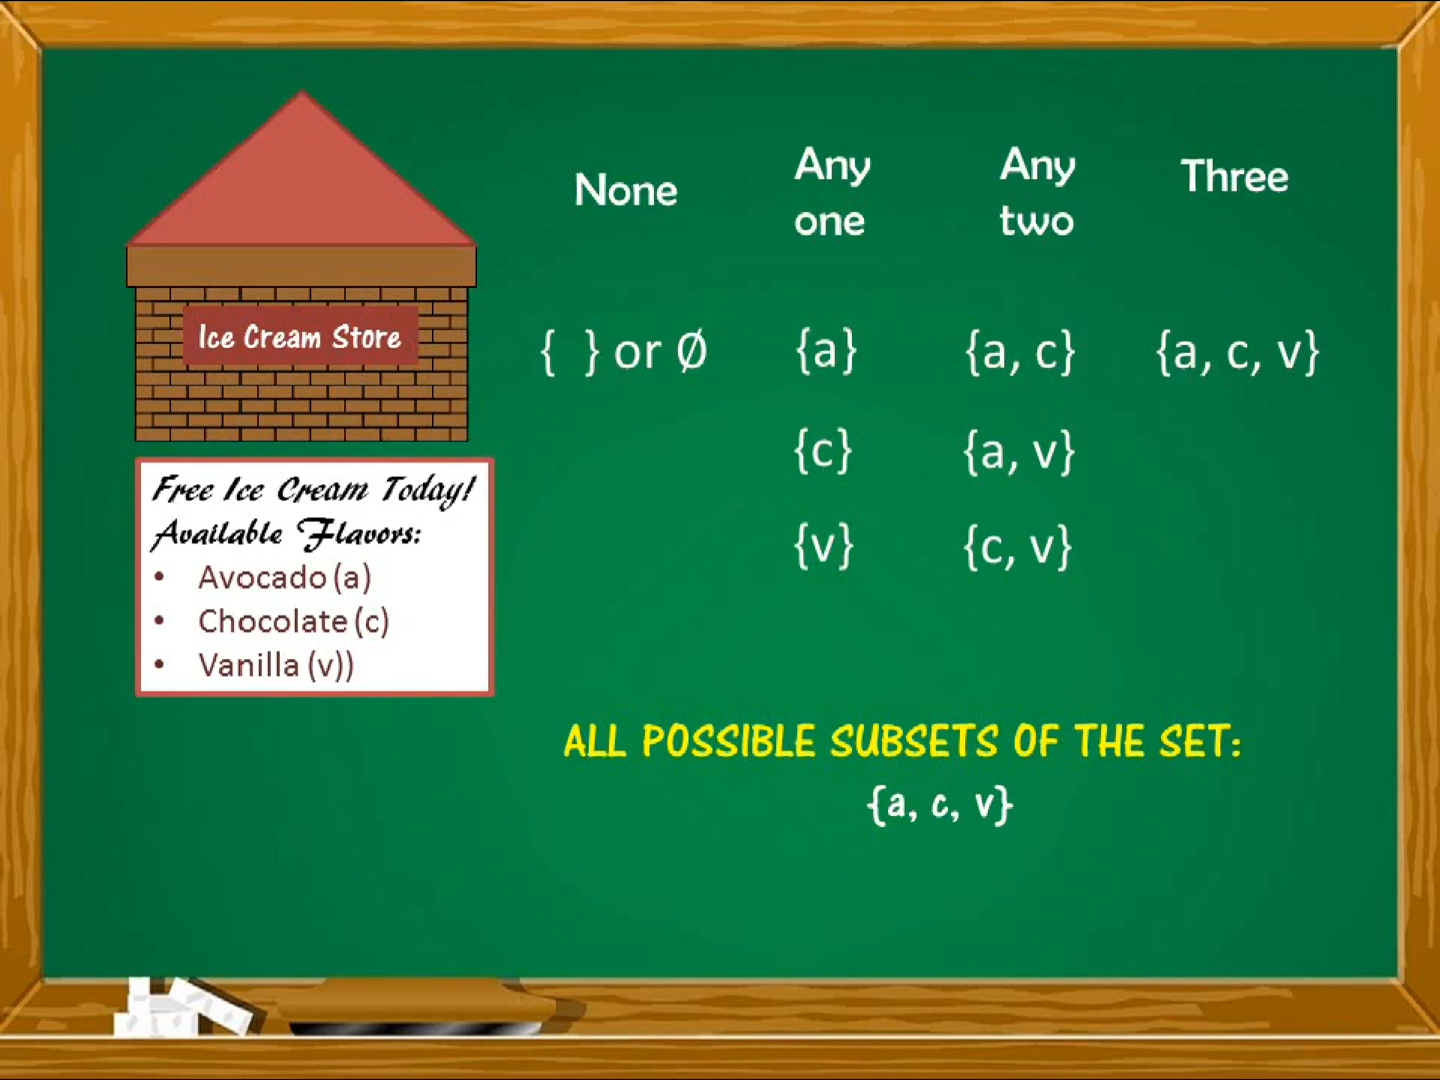 Ice Cream Store
Free Ice Cream Today!
Available Flavors:
• Avocado (a)
• Chocolate (c)
• Vanilla (v))
None
Any one
Any two
Three
{ } or Ø {a} {a, c} {a, c, v}
{c} {a, v}
{v} {c, v}
ALL POSSIBLE SUBSETS OF THE SET:
{a, c, v}